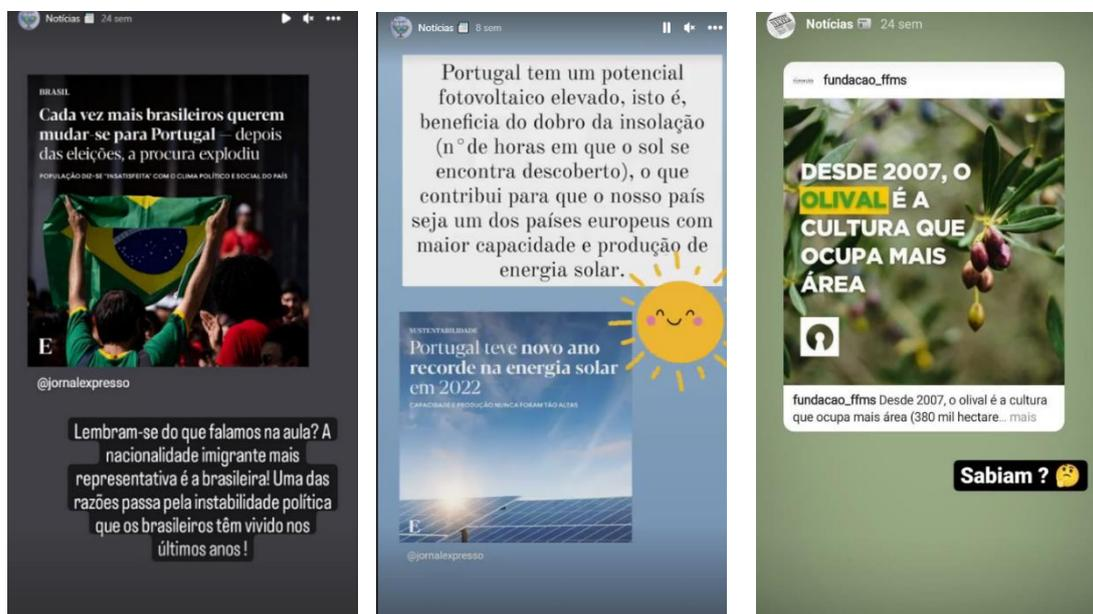 Notícias
24 sem
BRASIL
Cada vez mais brasileiros querem
mudar-se para Portugal — depois
das eleições, a procura explodiu
POPULAÇÃO DIZ-SE "INSATISFEITA" COM O CLIMA POLÍTICO E SOCIAL DO PAÍS
E
@jornalexpresso
Lembram-se do que falamos na aula? A
nacionalidade imigrante mais
representativa é a brasileira! Uma das
razões passa pela instabilidade política
que os brasileiros têm vivido nos
últimos anos !
Notícias
8 sem
Portugal tem um potencial
fotovoltaico elevado, isto é,
beneficia do dobro da insolação
(n°de horas em que o sol se
encontra descoberto), o que
contribui para que o nosso país
seja um dos países europeus com
maior capacidade e produção de
energia solar.
SUSTENTABILIDADE
Portugal teve novo ano
recorde na energia solar
em 2022
CAPACIDADE E PRODUÇÃO NUNCA FORAM TÃO ALTAS
E
@jornalexpresso
Notícias
24 sem
fundacao_ffms
DESDE 2007, O
OLIVAL É A
CULTURA QUE
OCUPA MAIS
ÁREA
fundacao_ffms Desde 2007, o olival é a cultura
que ocupa mais área (380 mil hectare... mais
Sabiam ?